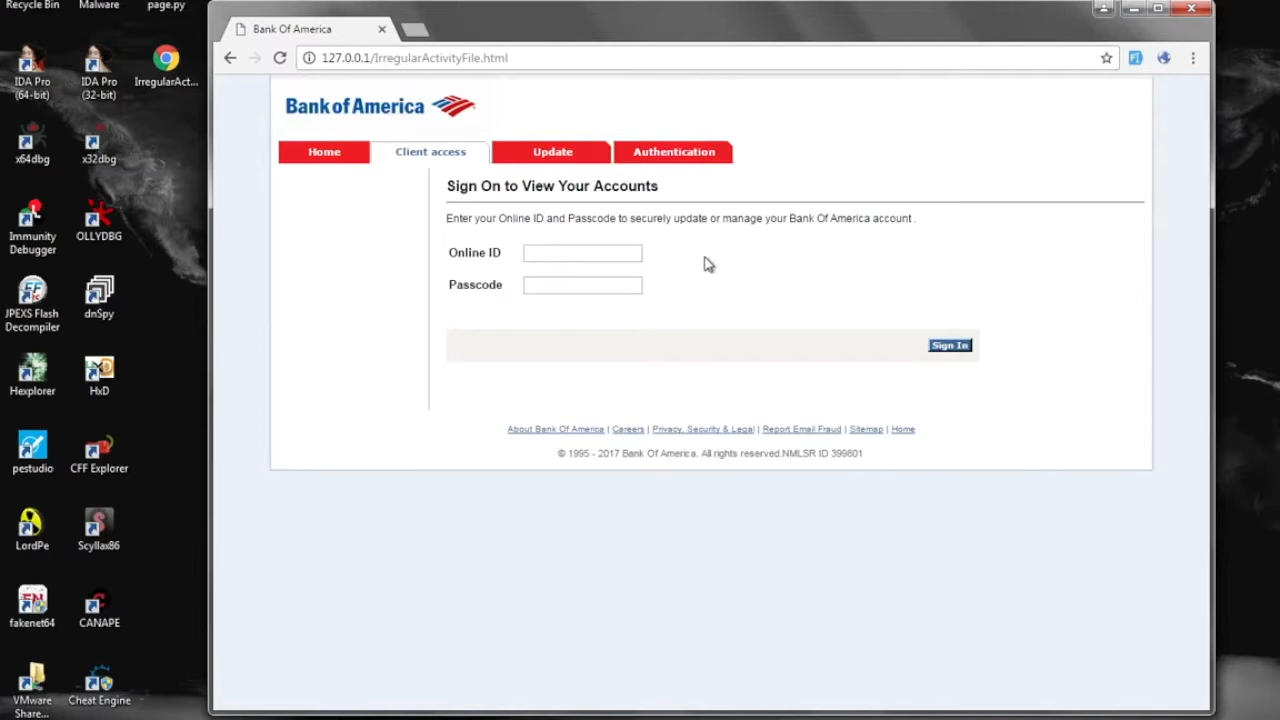 Recycle Bin
Malware
page.py
IDA Pro
(64-bit)
IDA Pro
(32-bit)
IrregularAct...
x64dbg
x32dbg
Immunity
Debugger
OLLYDBG
JPEXS Flash
Decompiler
dnSpy
Hexplorer
HxD
pestudio
CFF Explorer
LordPe
Scyllax86
fakenet64
CANAPE
VMware
Share...
Cheat Engine
Bank Of America
127.0.0.1/IrregularActivityFile.html
Bank of America
Home
Client access
Update
Authentication
Sign On to View Your Accounts
Enter your Online ID and Passcode to securely update or manage your Bank Of America account .
Online ID
Passcode
Sign In
About Bank Of America | Careers | Privacy, Security & Legal | Report Email Fraud | Sitemap | Home
© 1995 - 2017 Bank Of America. All rights reserved.NMLSR ID 399801